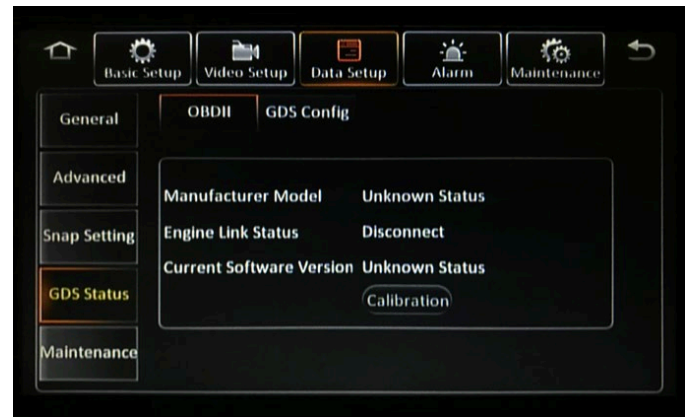 Basic Setup Video Setup Data Setup Alarm Maintenance
General
Advanced
Snap Setting
GDS Status
Maintenance
OBDII GDS Config
Manufacturer Model Unknown Status
Engine Link Status Disconnect
Current Software Version Unknown Status
Calibration